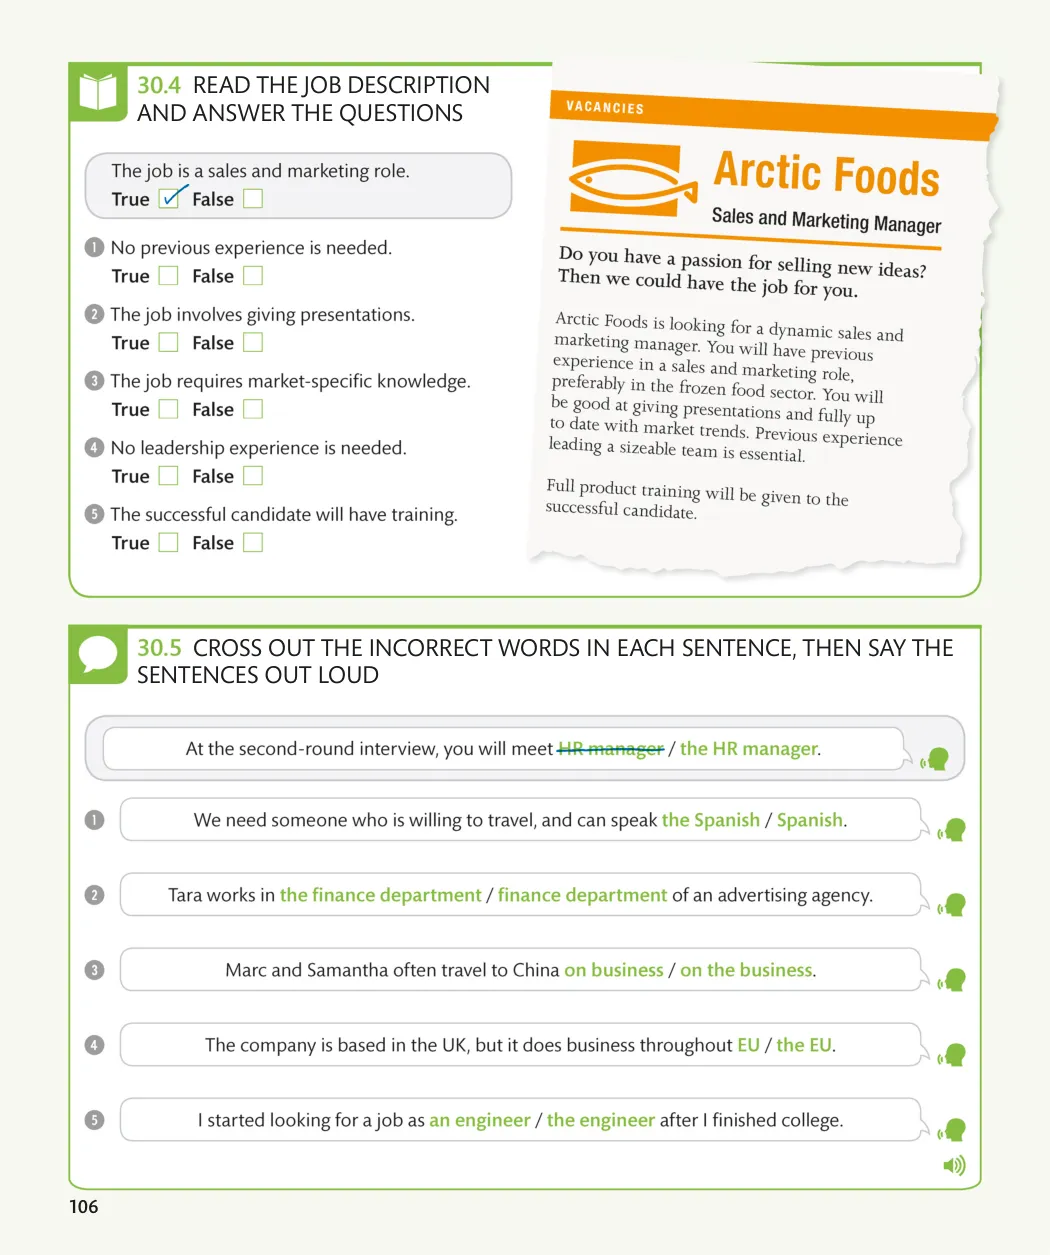 30.4 READ THE JOB DESCRIPTION
AND ANSWER THE QUESTIONS
The job is a sales and marketing role.
True False
1 No previous experience is needed.
True False
2 The job involves giving presentations.
True False
3 The job requires market-specific knowledge.
True False
4 No leadership experience is needed.
True False
5 The successful candidate will have training.
True False
VACANCIES
Arctic Foods
Sales and Marketing Manager
Do you have a passion for selling new ideas?
Then we could have the job for you.
Arctic Foods is looking for a dynamic sales and
marketing manager. You will have previous
experience in a sales and marketing role,
preferably in the frozen food sector. You will
be good at giving presentations and fully up
to date with market trends. Previous experience
leading a sizeable team is essential.
Full product training will be given to the
successful candidate.
30.5 CROSS OUT THE INCORRECT WORDS IN EACH SENTENCE, THEN SAY THE
SENTENCES OUT LOUD
At the second-round interview, you will meet HR manager / the HR manager.
1 We need someone who is willing to travel, and can speak the Spanish / Spanish.
2 Tara works in the finance department / finance department of an advertising agency.
3 Marc and Samantha often travel to China on business / on the business.
4 The company is based in the UK, but it does business throughout EU / the EU.
5 I started looking for a job as an engineer / the engineer after I finished college.
106